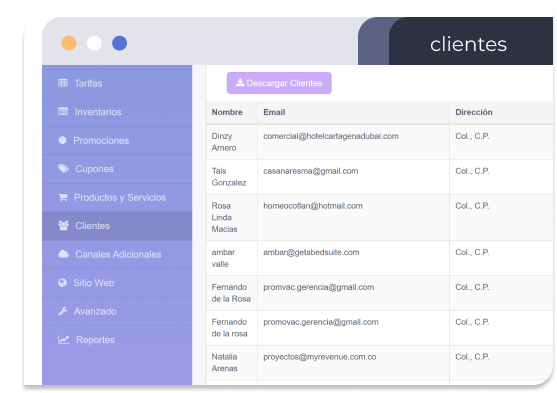 clientes
Tarifas
Inventarios
Promociones
Cupones
Productos y Servicios
Clientes
Canales Adicionales
Sitio Web
Avanzado
Reportes
Descargar Clientes
Nombre Email Dirección
Dinzy comercial@hotelcartagenadubai.com Col., C.P.
Amero
Tais casanaresma@gmail.com Col., C.P.
Gonzalez
Rosa homeocotlan@hotmail.com Col., C.P.
Linda
Macias
ambar ambar@getabedsuite.com Col., C.P.
valle
Fernando promvac.gerencia@gmail.com Col., C.P.
de la Rosa
Fernando promovac.gerencia@gmail.com Col., C.P.
de la rosa
Natalia proyectos@myrevenue.com.co Col., C.P.
Arenas